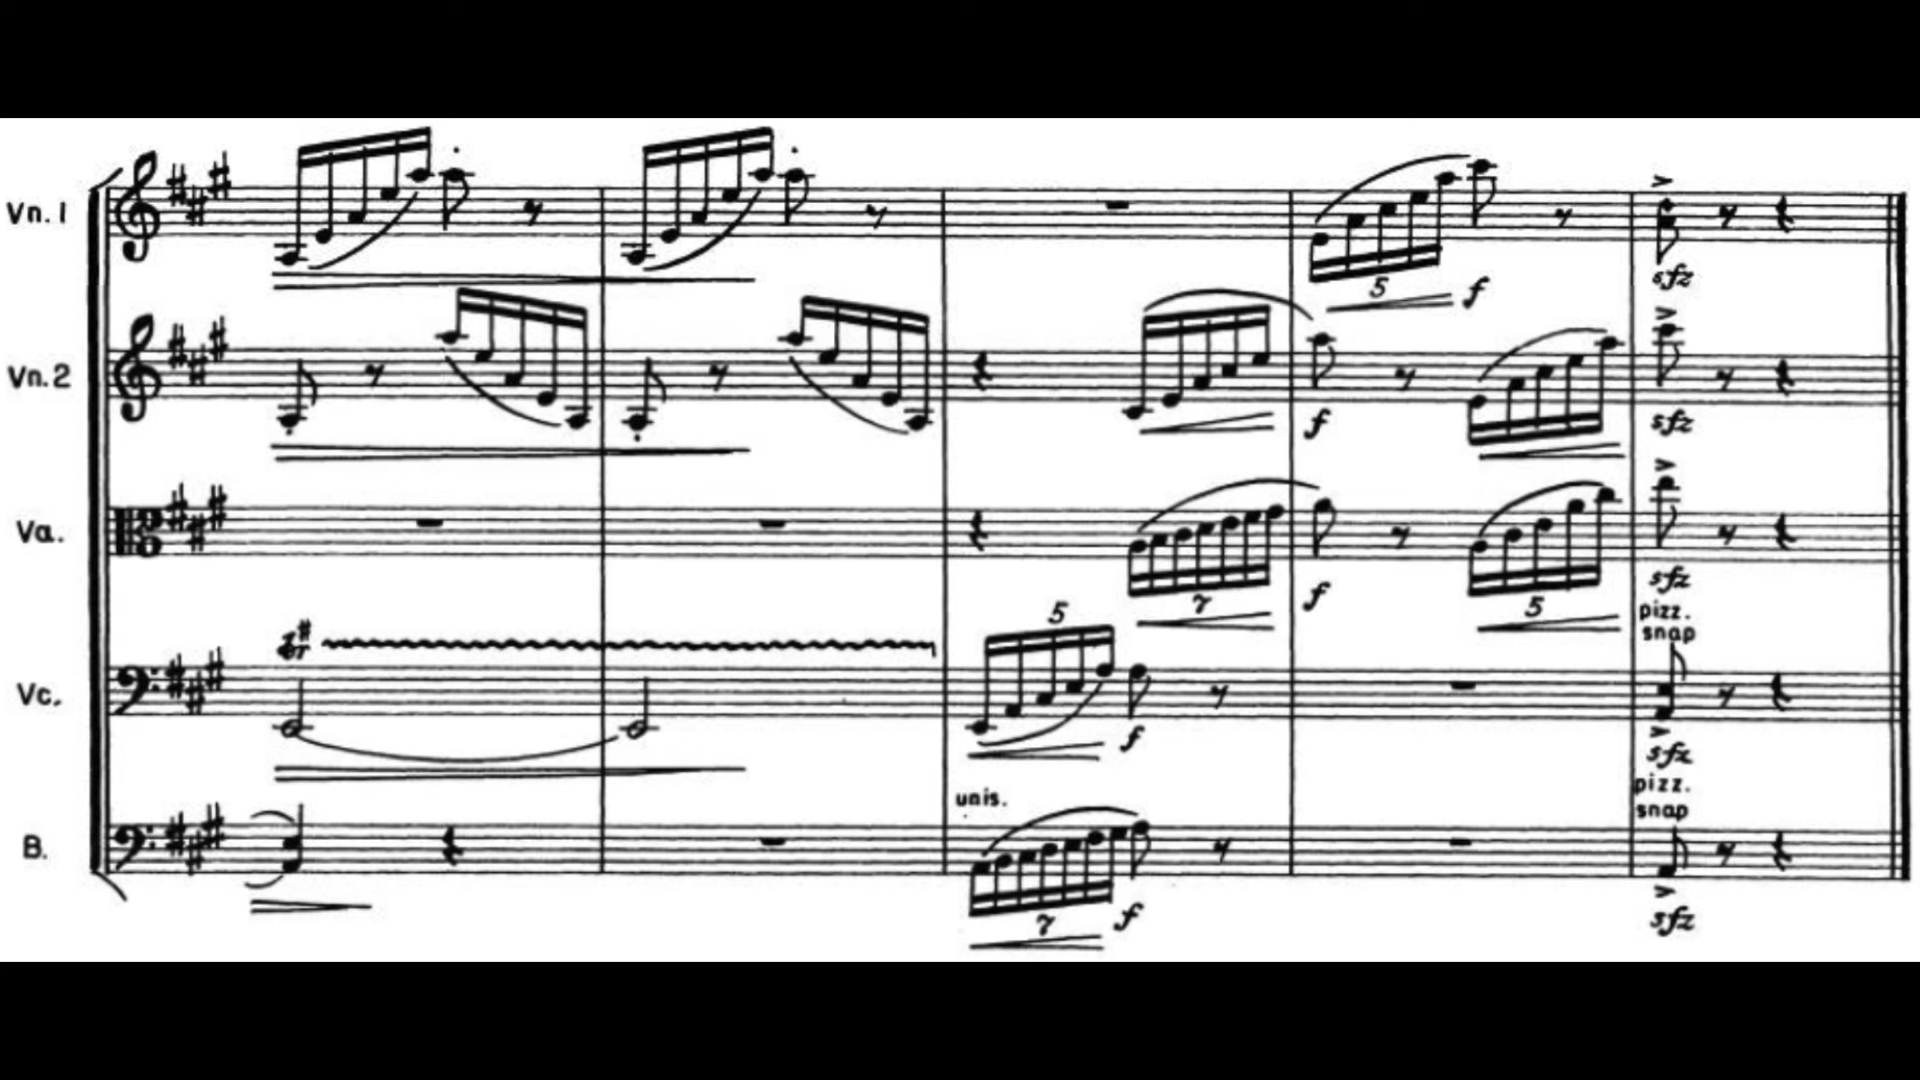 Vn. 1
5
f
sfz
Vn. 2
f
sfz
Va.
7
f
5
sfz
pizz.
snap
tr
5
Vc.
f
sfz
unis.
pizz.
snap
B.
7
f
sfz